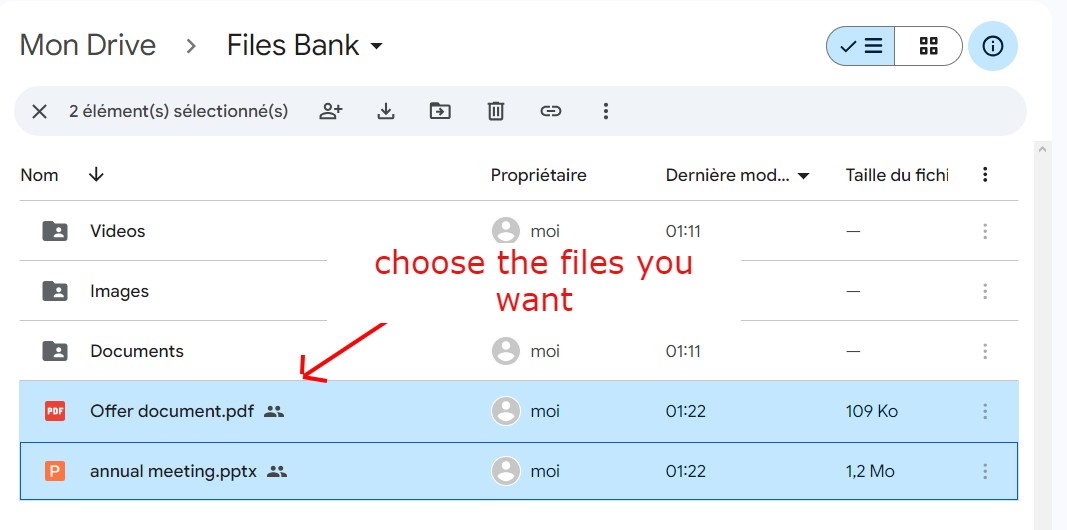 Mon Drive > Files Bank
2 élément(s) sélectionné(s)
Nom Propriétaire Dernière mod... Taille du fichi
Videos moi 01:11 —
choose the files you
want
Images —
Documents moi 01:11 —
PDF Offer document.pdf moi 01:22 109 Ko
P annual meeting.pptx moi 01:22 1,2 Mo